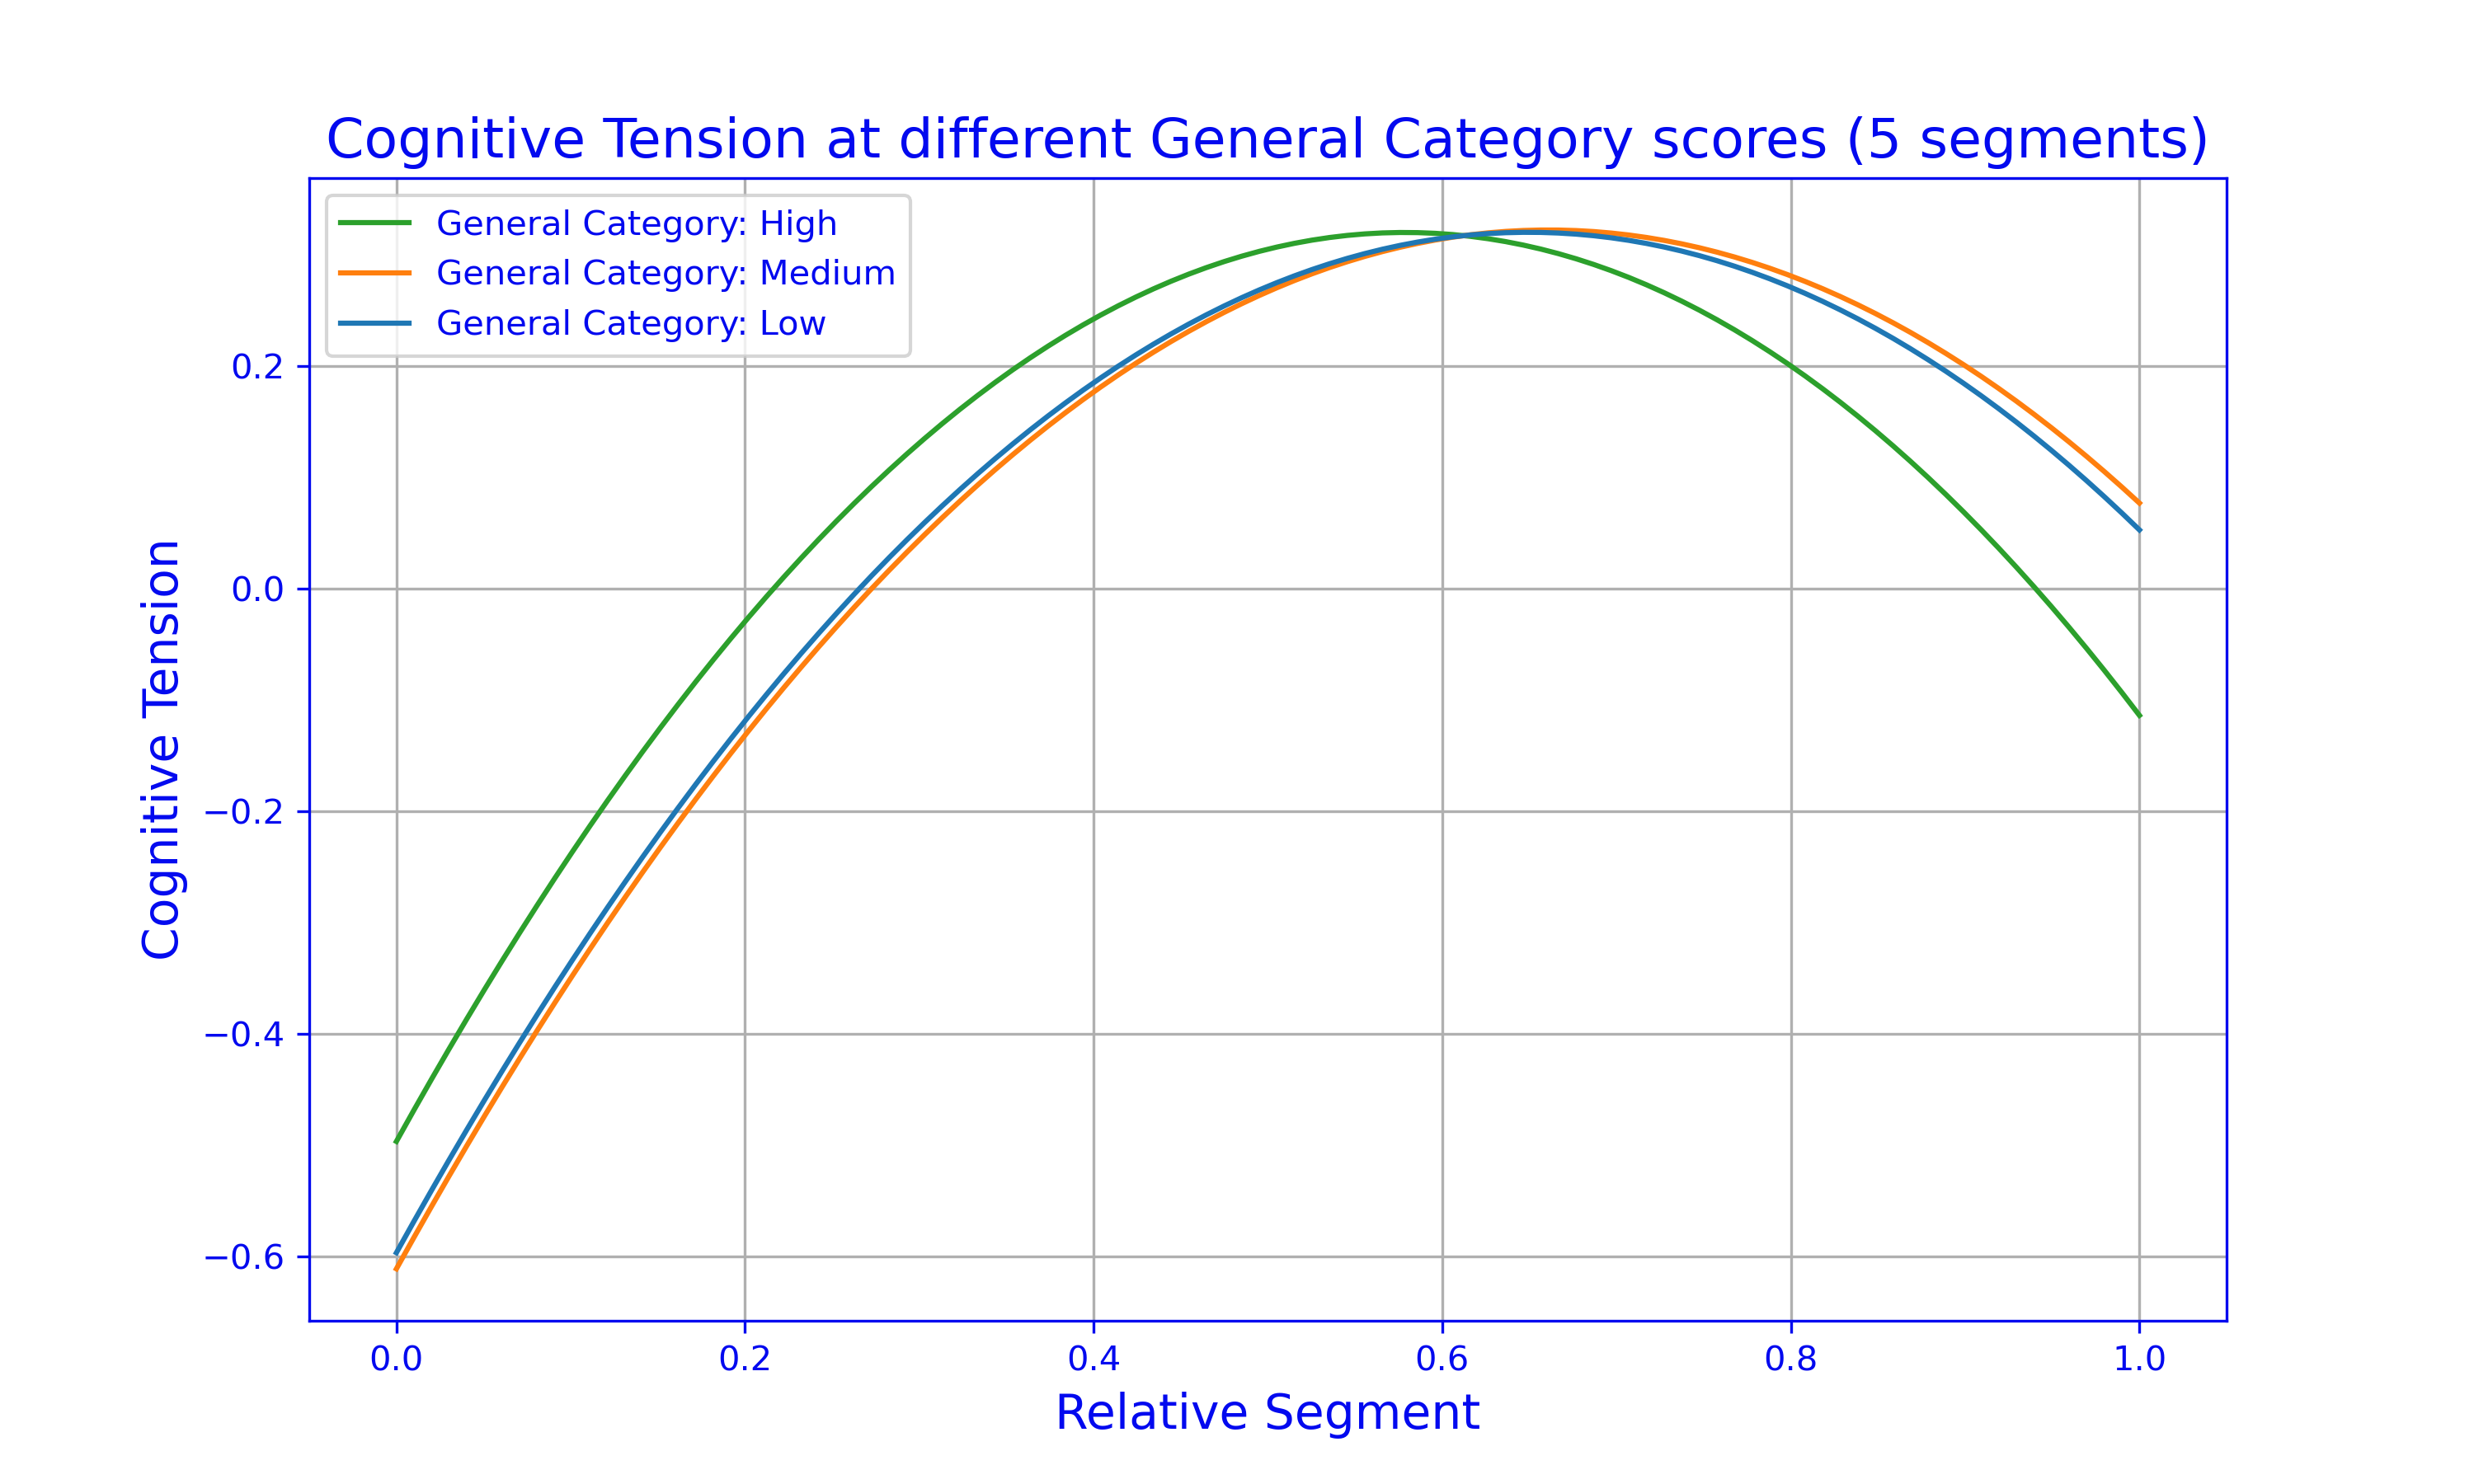 Cognitive Tension at different General Category scores (5 segments)
General Category: High
General Category: Medium
General Category: Low
0.2
0.0
−0.2
−0.4
−0.6
Cognitive Tension
0.0 0.2 0.4 0.6 0.8 1.0
Relative Segment